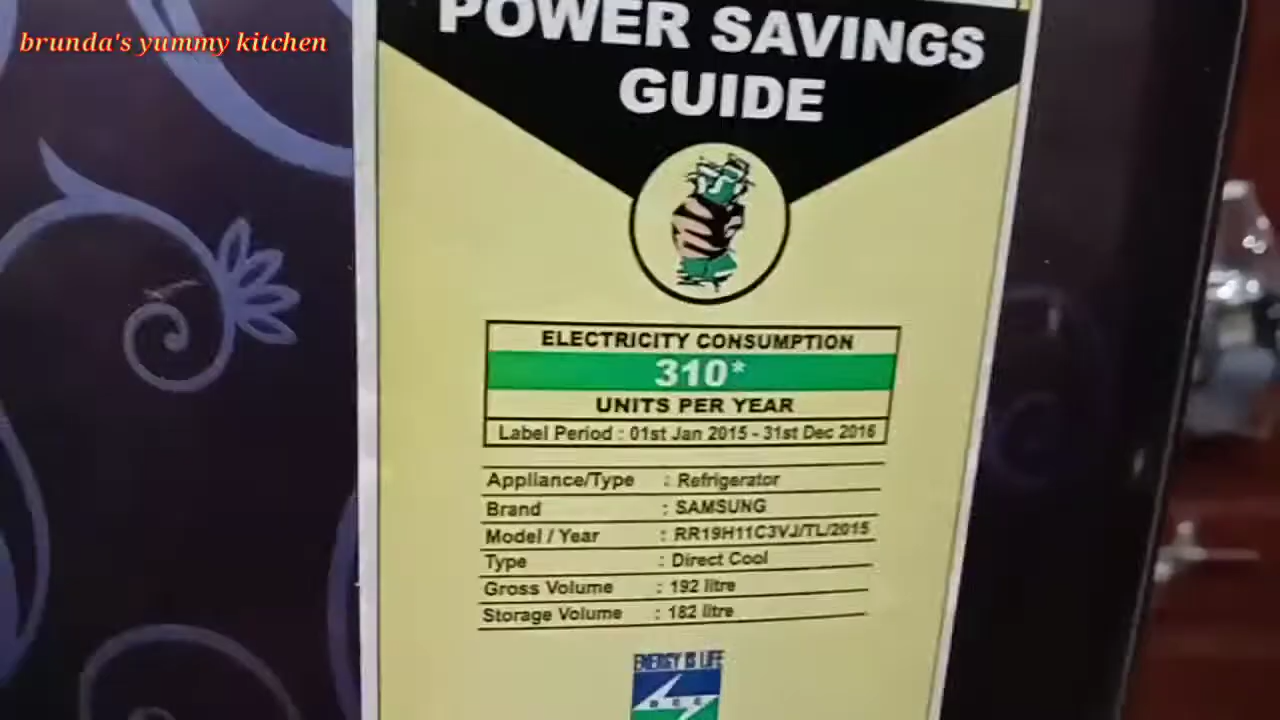 brunda's yummy kitchen
POWER SAVINGS
GUIDE
ELECTRICITY CONSUMPTION
310*
UNITS PER YEAR
Label Period : 01st Jan 2015 - 31st Dec 2016
Appliance/Type : Refrigerator
Brand : SAMSUNG
Model / Year : RR19H11C3VJ/TL/2015
Type : Direct Cool
Gross Volume : 192 litre
Storage Volume : 182 litre
ENERGY IS LIFE
BEE